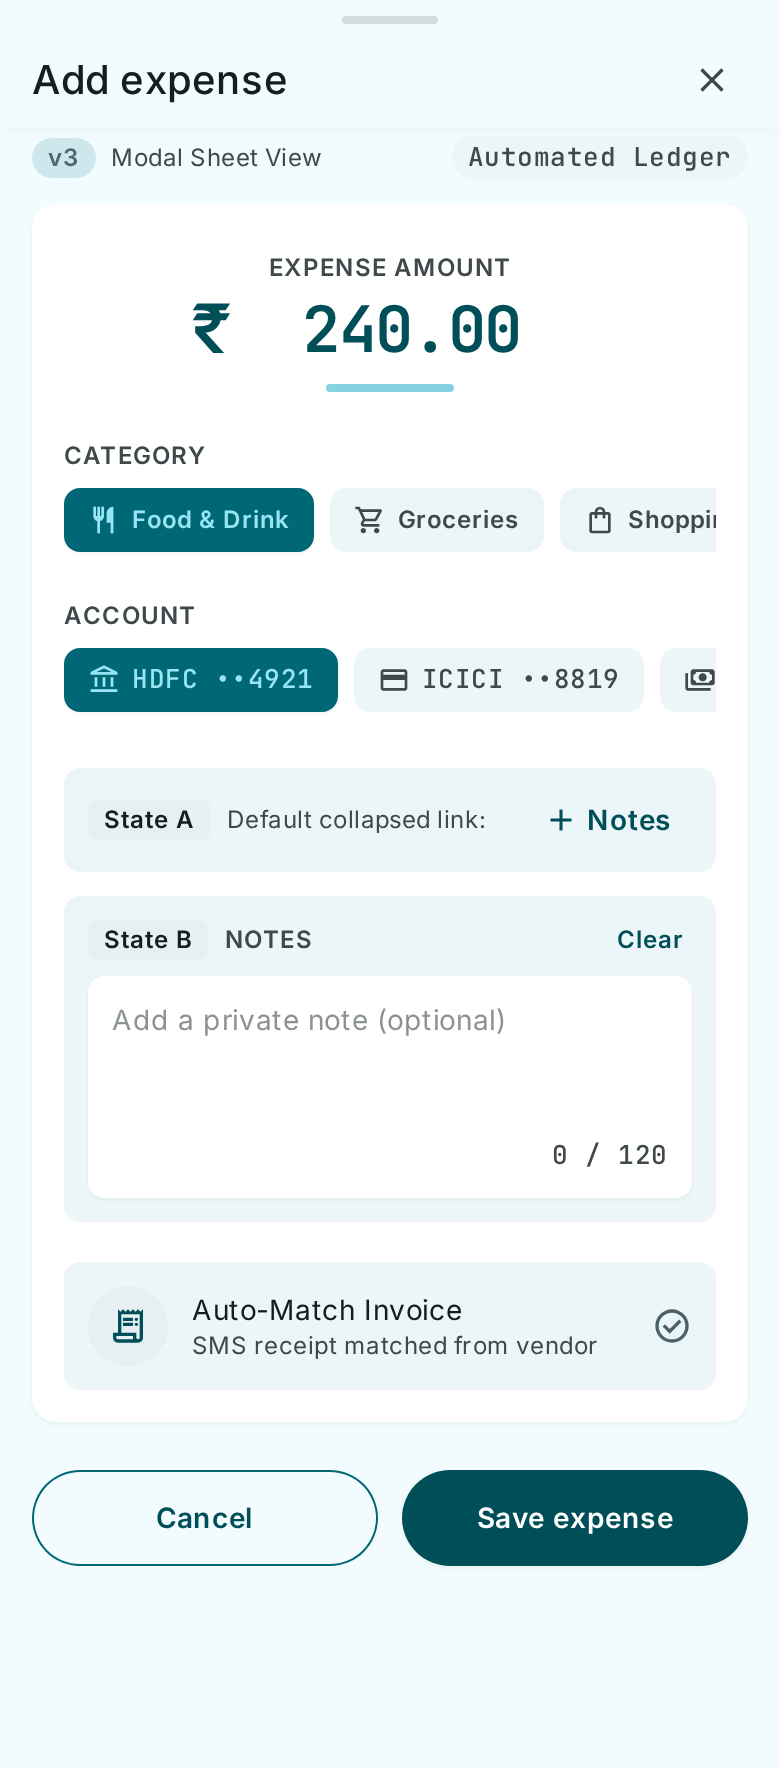 Add expense
v3 Modal Sheet View Automated Ledger
EXPENSE AMOUNT
₹ 240.00
CATEGORY
Food & Drink Groceries Shoppin
ACCOUNT
HDFC ••4921 ICICI ••8819
State A Default collapsed link: + Notes
State B NOTES Clear
Add a private note (optional)
0 / 120
Auto-Match Invoice
SMS receipt matched from vendor
Cancel Save expense